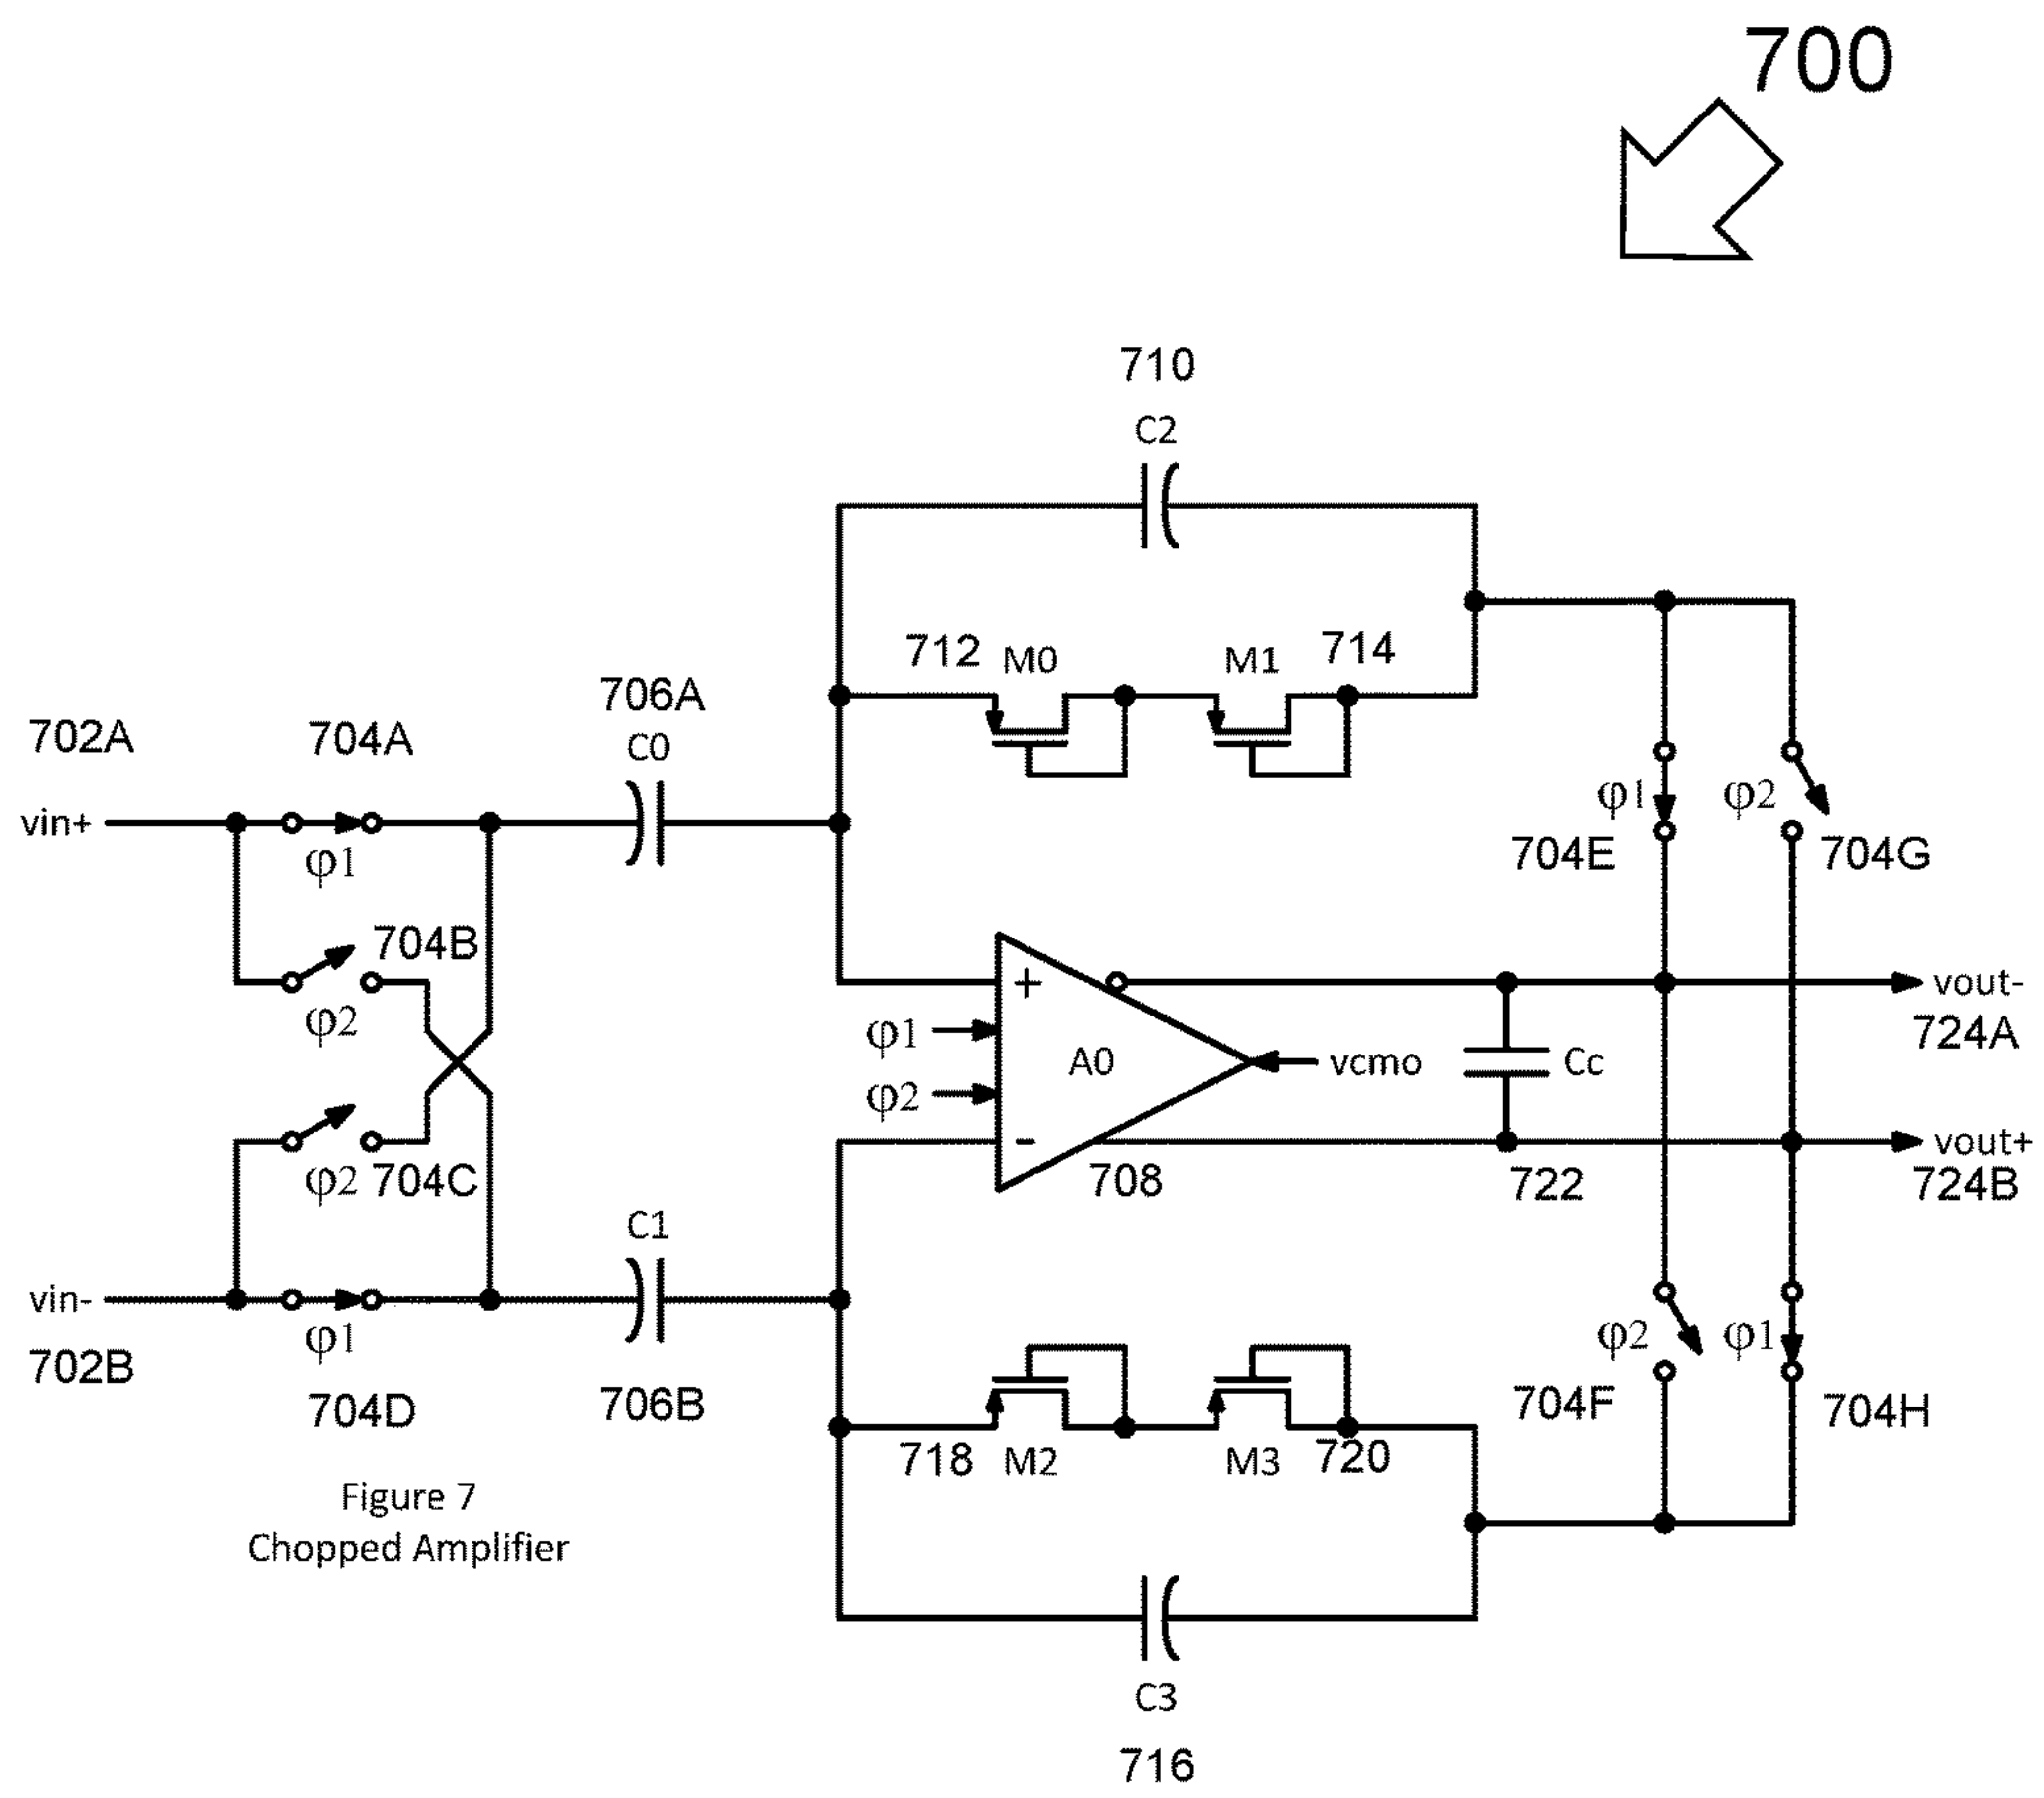 700
710
C2
712 M0 M1 714
706A
C0
702A
704A
vin+
φ1
φ1
φ2
704E
704G
704B
φ2
+
vout-
724A
φ1
A0
vcmo
Cc
φ2
-
vout+
724B
φ2
704C
708
722
C1
vin-
φ1
702B
704D
706B
φ2
φ1
704F
704H
718 M2 M3 720
Figure 7
Chopped Amplifier
C3
716